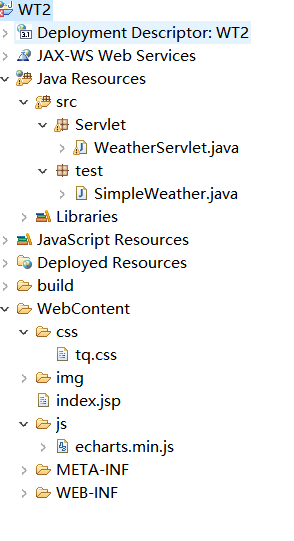 WT2
Deployment Descriptor: WT2
JAX-WS Web Services
Java Resources
src
Servlet
WeatherServlet.java
test
SimpleWeather.java
Libraries
JavaScript Resources
Deployed Resources
build
WebContent
css
tq.css
img
index.jsp
js
echarts.min.js
META-INF
WEB-INF